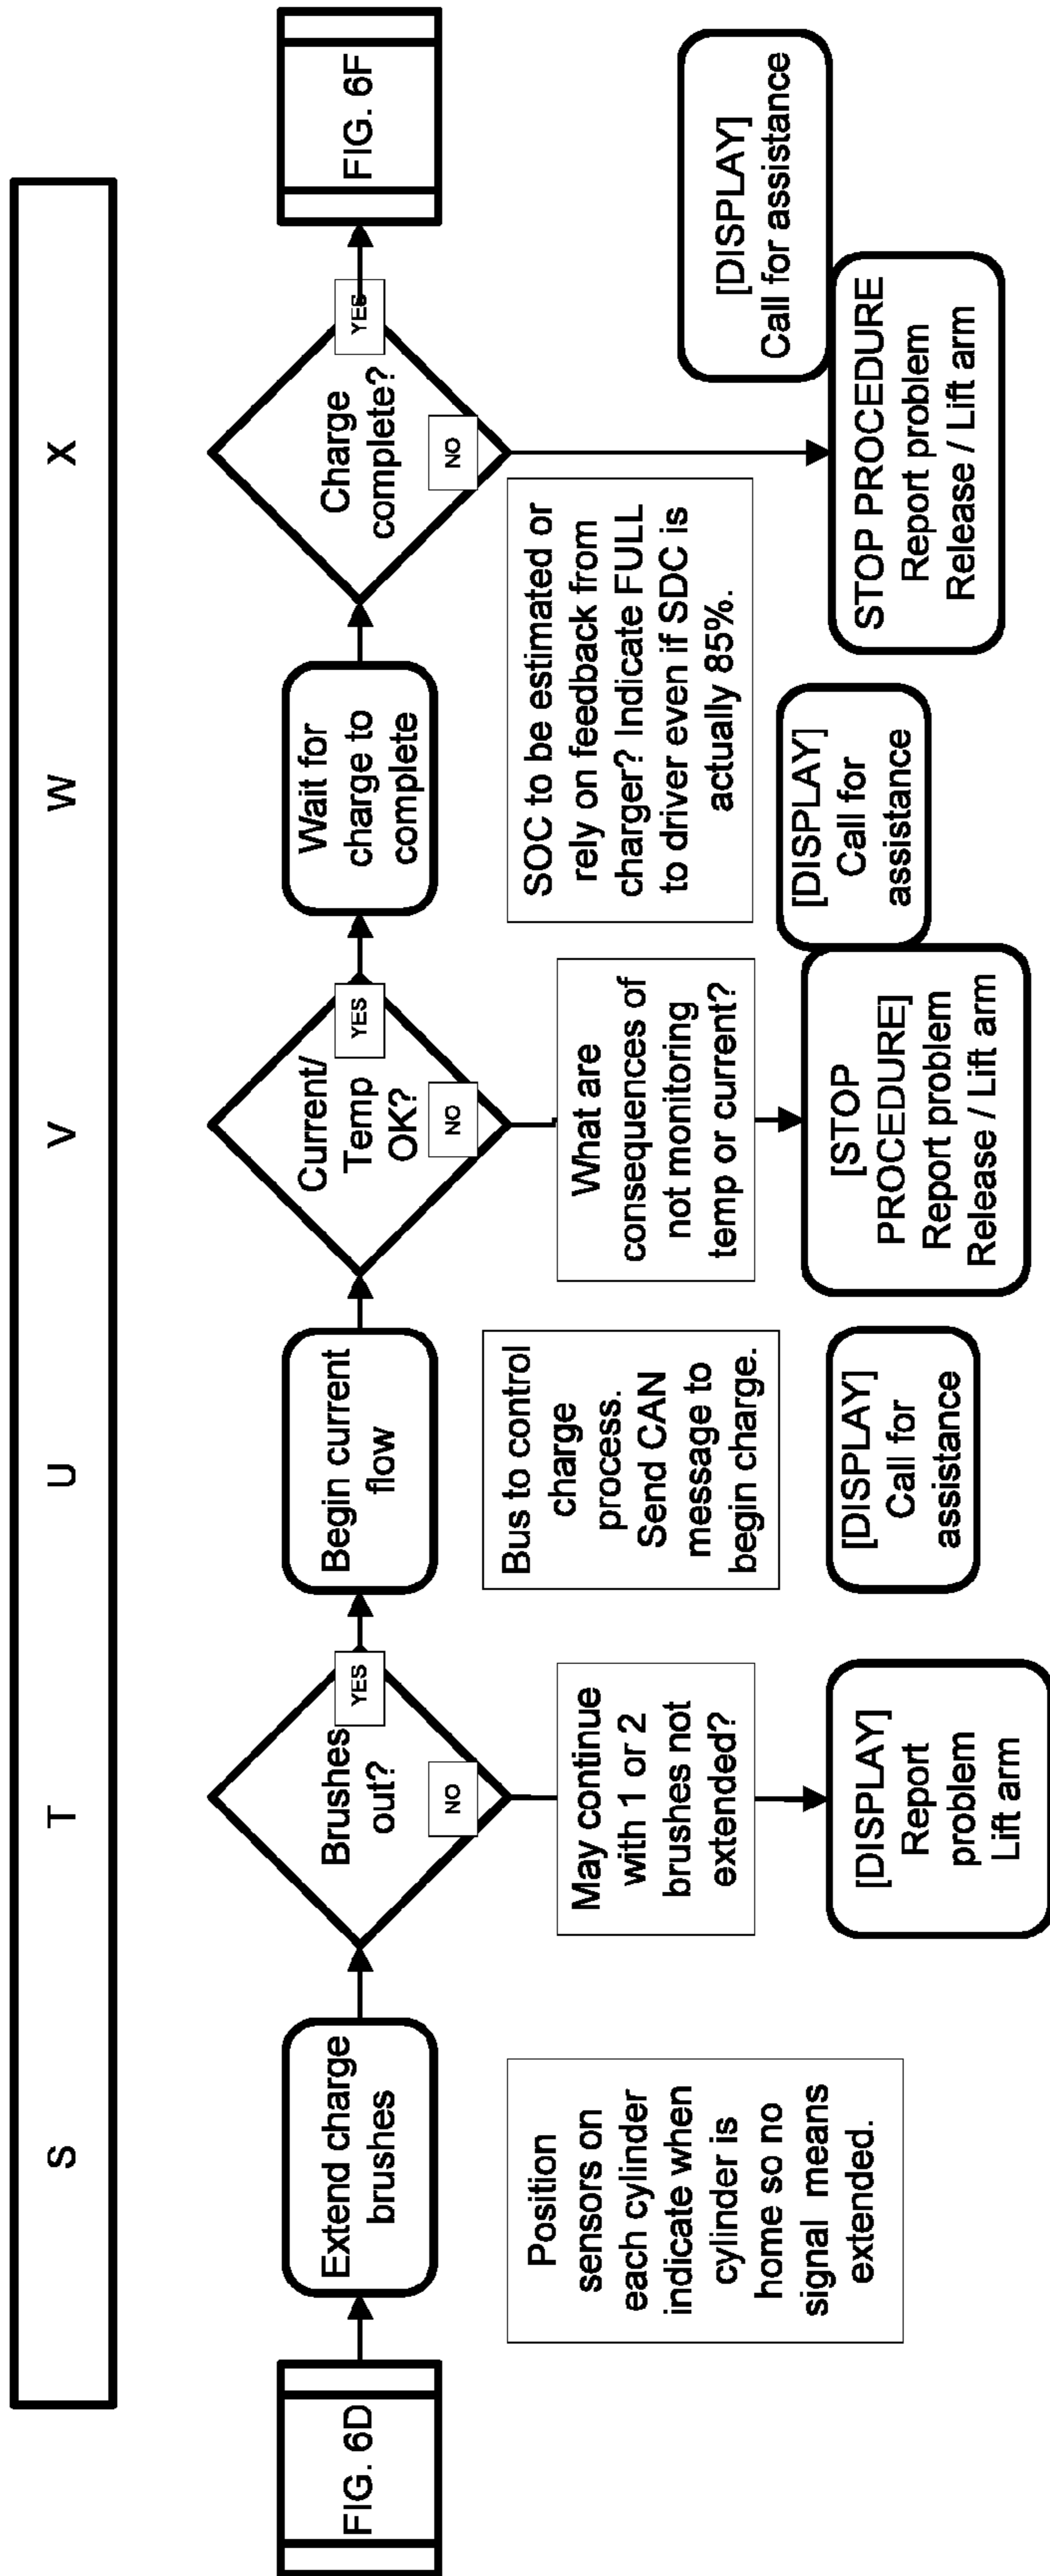 S T U V W X
FIG. 6D
Extend charge
brushes
Position
sensors on
each cylinder
indicate when
cylinder is
home so no
signal means
extended.
Brushes
out?
YES
NO
May continue
with 1 or 2
brushes not
extended?
[DISPLAY]
Report
problem
Lift arm
Begin current
flow
Bus to control
charge
process.
Send CAN
message to
begin charge.
[DISPLAY]
Call for
assistance
Current/
Temp
OK?
YES
NO
What are
consequences of
not monitoring
temp or current?
[STOP
PROCEDURE]
Report problem
Release / Lift arm
[DISPLAY]
Call for
assistance
Wait for
charge to
complete
SOC to be estimated or
rely on feedback from
charger? Indicate FULL
to driver even if SDC is
actually 85%.
Charge
complete?
YES
NO
STOP PROCEDURE
Report problem
Release / Lift arm
[DISPLAY]
Call for assistance
FIG. 6F